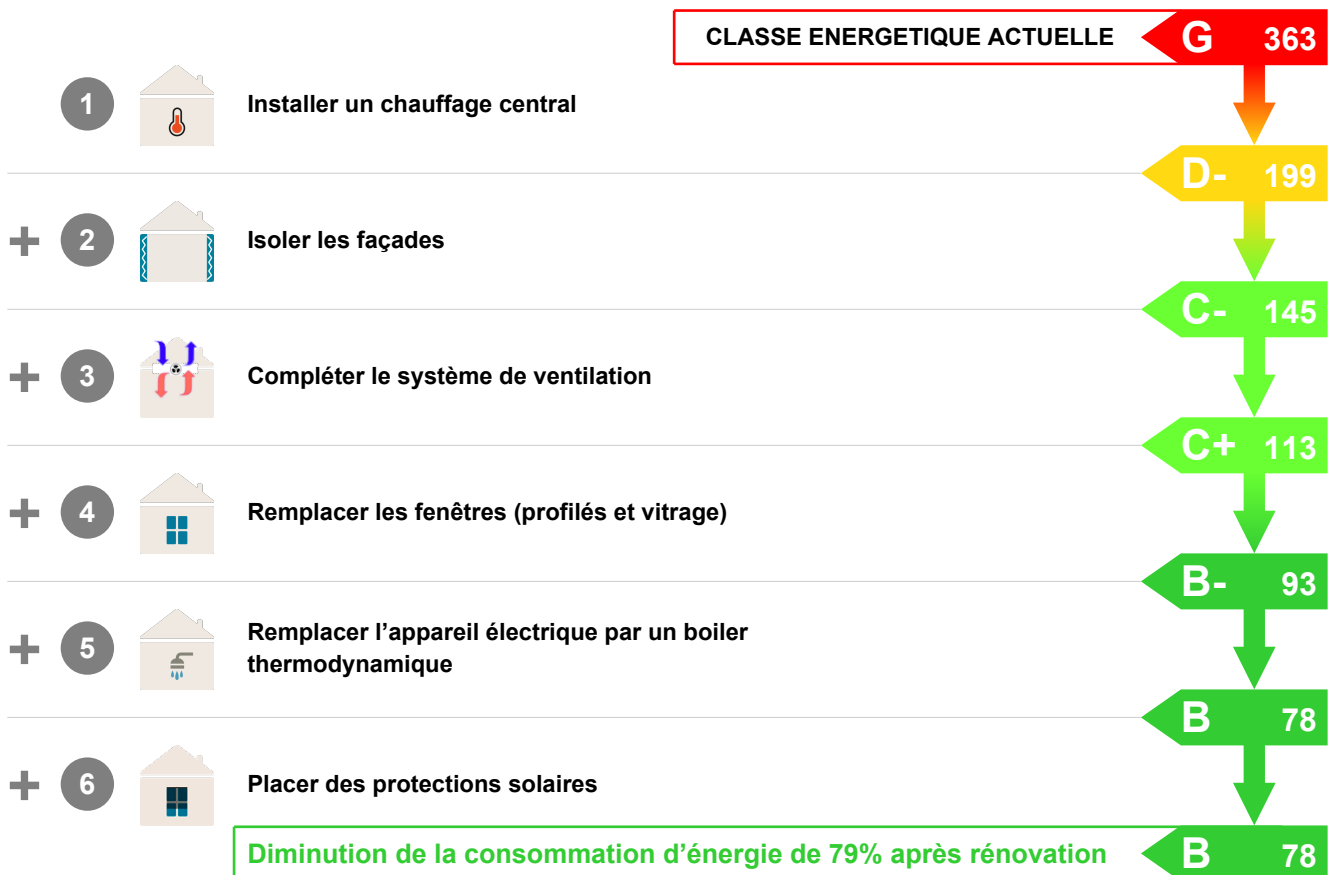 CLASSE ENERGETIQUE ACTUELLE G 363
1 Installer un chauffage central
D- 199
+ 2 Isoler les façades
C- 145
+ 3 Compléter le système de ventilation
C+ 113
+ 4 Remplacer les fenêtres (profilés et vitrage)
B- 93
+ 5 Remplacer l’appareil électrique par un boiler
thermodynamique
B 78
+ 6 Placer des protections solaires
Diminution de la consommation d’énergie de 79% après rénovation B 78